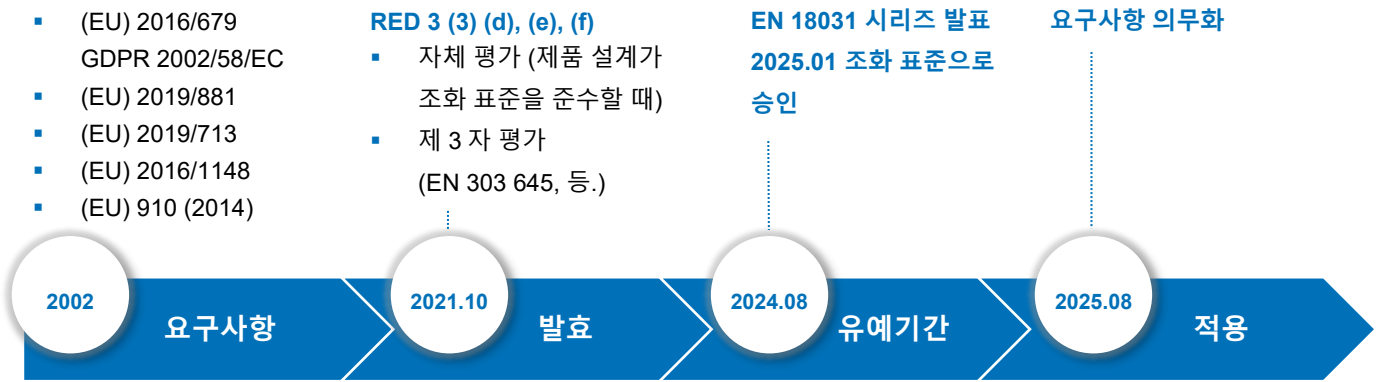 ▪ (EU) 2016/679
GDPR 2002/58/EC
▪ (EU) 2019/881
▪ (EU) 2019/713
▪ (EU) 2016/1148
▪ (EU) 910 (2014)
RED 3 (3) (d), (e), (f)
▪ 자체 평가 (제품 설계가
조화 표준을 준수할 때)
▪ 제 3 자 평가
(EN 303 645, 등.)
EN 18031 시리즈 발표
2025.01 조화 표준으로
승인
요구사항 의무화
2002
요구사항
2021.10
발효
2024.08
유예기간
2025.08
적용